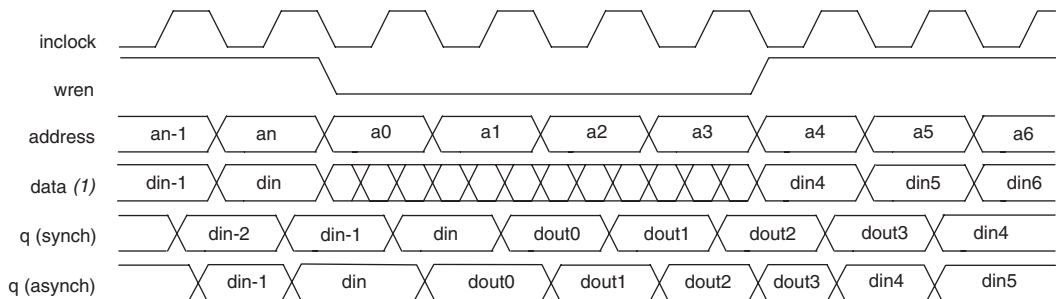 inclock
wren
address an-1 an a0 a1 a2 a3 a4 a5 a6
data (1) din-1 din din4 din5 din6
q (synch) din-2 din-1 din dout0 dout1 dout2 dout3 din4
q (asynch) din-1 din dout0 dout1 dout2 dout3 din4 din5